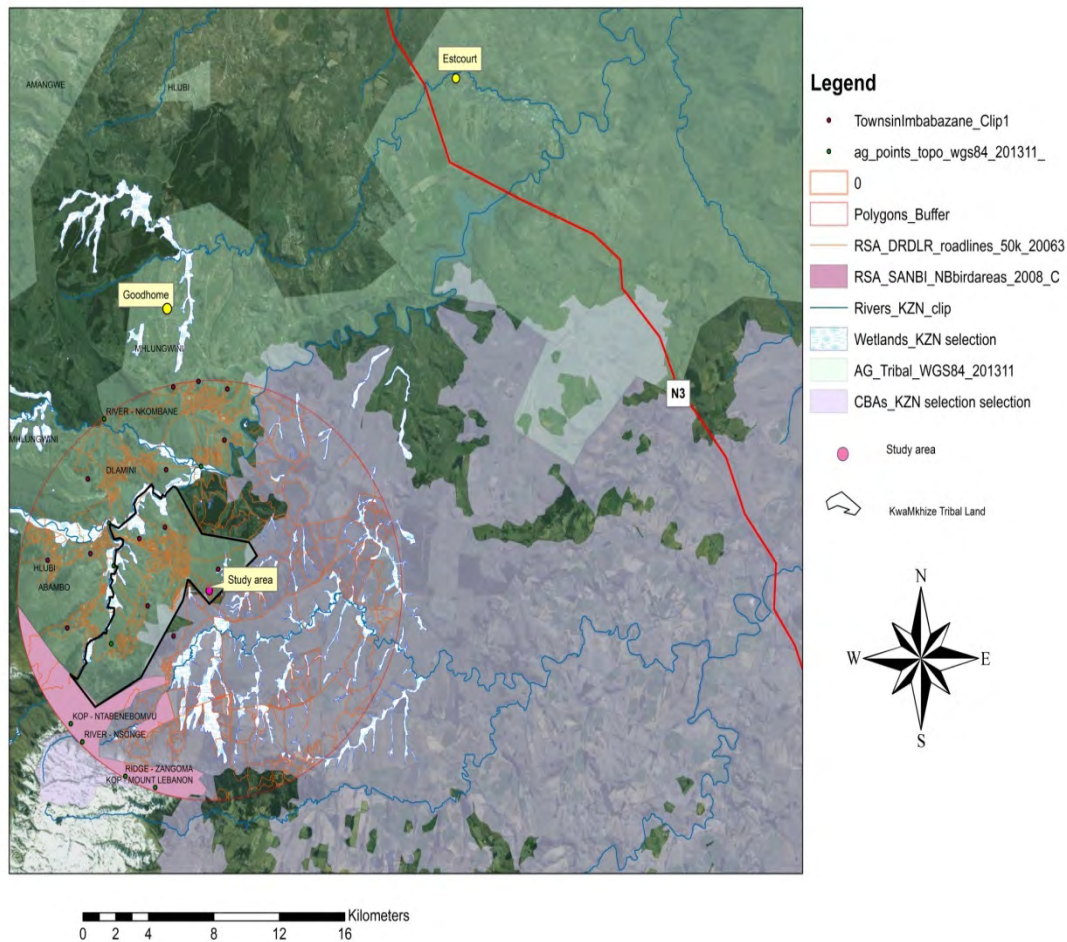 Estcourt
AMANGWE
HLUBI
Goodhome
MHLUNGWINI
N3
RIVER - NKOMBANE
MHLUNGWINI
DLAMINI
HLUBI
ABAMBO
Study area
KOP - NTABENEBOMVU
RIVER - NSONGE
RIDGE - ZANGOMA
KOP - MOUNT LEBANON
Legend
TownsinImbabazane_Clip1
ag_points_topo_wgs84_201311_
0
Polygons_Buffer
RSA_DRDLR_roadlines_50k_20063
RSA_SANBI_NBbirdareas_2008_C
Rivers_KZN_clip
Wetlands_KZN selection
AG_Tribal_WGS84_201311
CBAs_KZN selection selection
Study area
KwaMkhize Tribal Land
N
W E
S
Kilometers
0 2 4 8 12 16